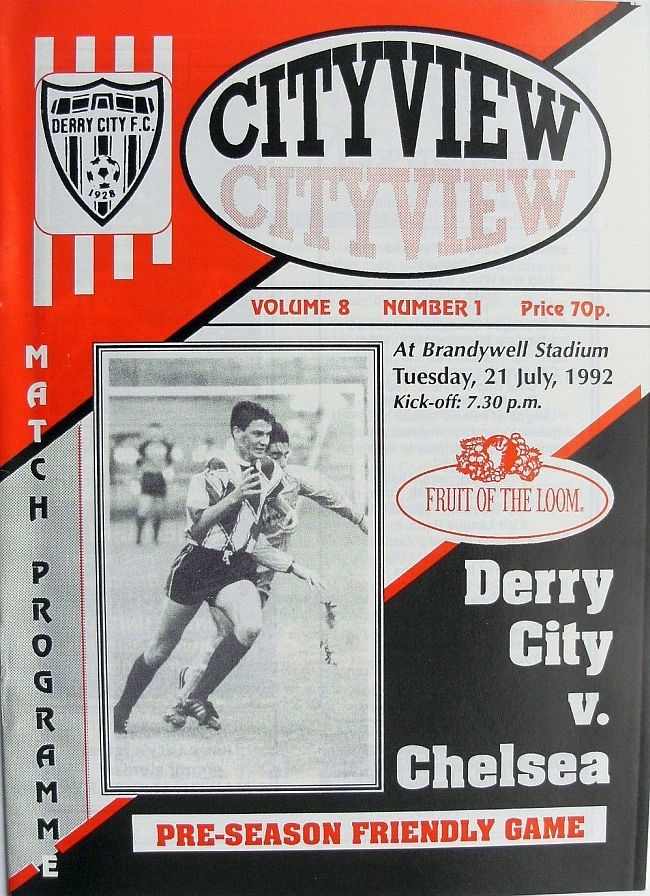 DERRY CITY F.C.
1928
CITYVIEW
CITYVIEW
VOLUME 8 NUMBER 1 Price 70p.
At Brandywell Stadium
Tuesday, 21 July, 1992
Kick-off: 7.30 p.m.
MATCH PROGRAMME
FRUIT OF THE LOOM®
Derry
City
v.
Chelsea
PRE-SEASON FRIENDLY GAME